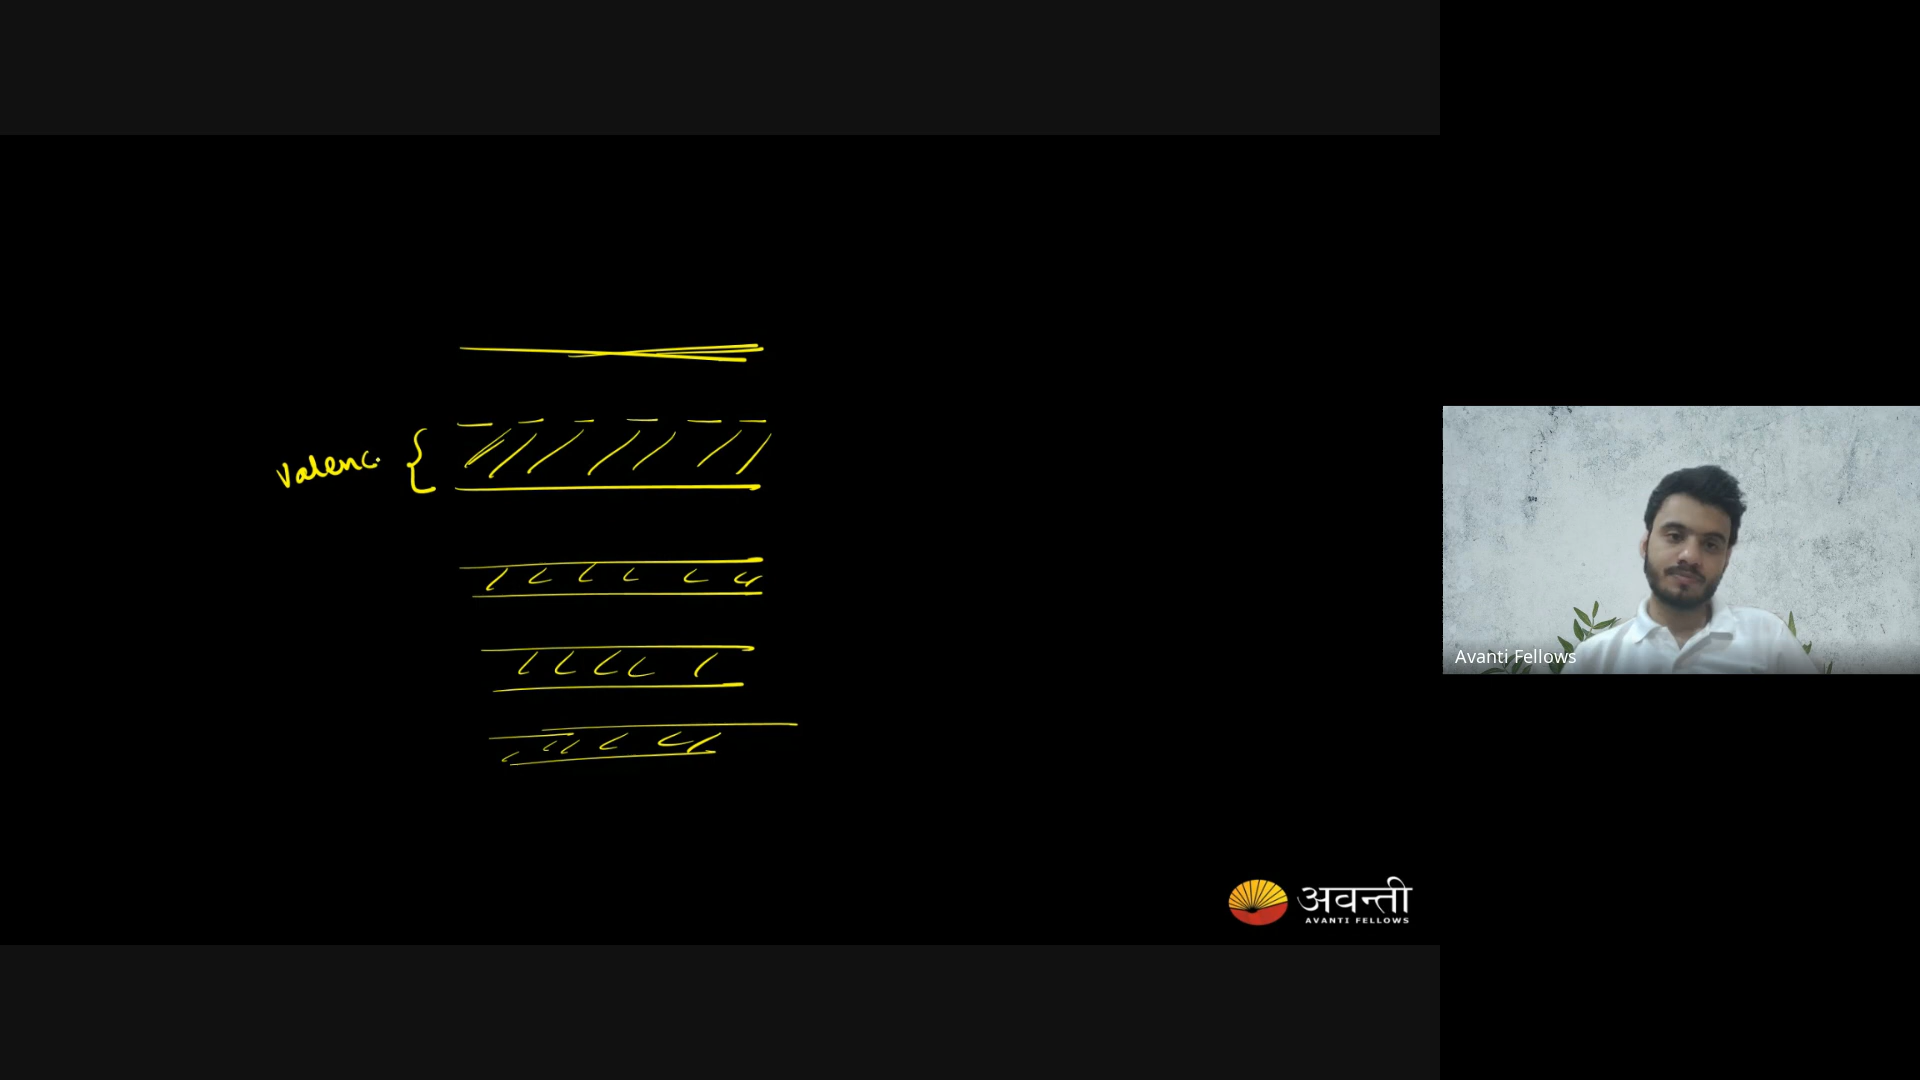 Valenc.
Avanti Fellows
अवन्ती
AVANTI FELLOWS